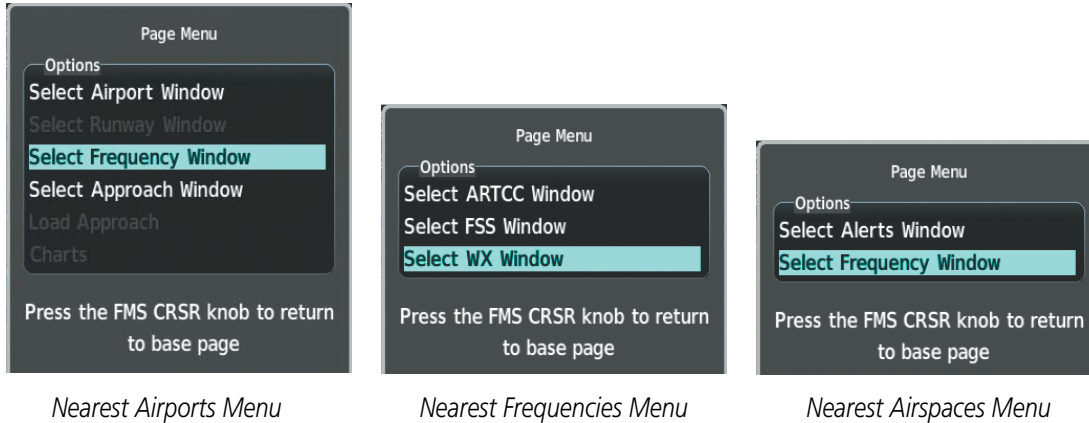 Page Menu
Options
Select Airport Window
Select Runway Window
Select Frequency Window
Select Approach Window
Load Approach
Charts
Press the FMS CRSR knob to return
to base page
Nearest Airports Menu
Page Menu
Options
Select ARTCC Window
Select FSS Window
Select WX Window
Press the FMS CRSR knob to return
to base page
Nearest Frequencies Menu
Page Menu
Options
Select Alerts Window
Select Frequency Window
Press the FMS CRSR knob to return
to base page
Nearest Airspaces Menu